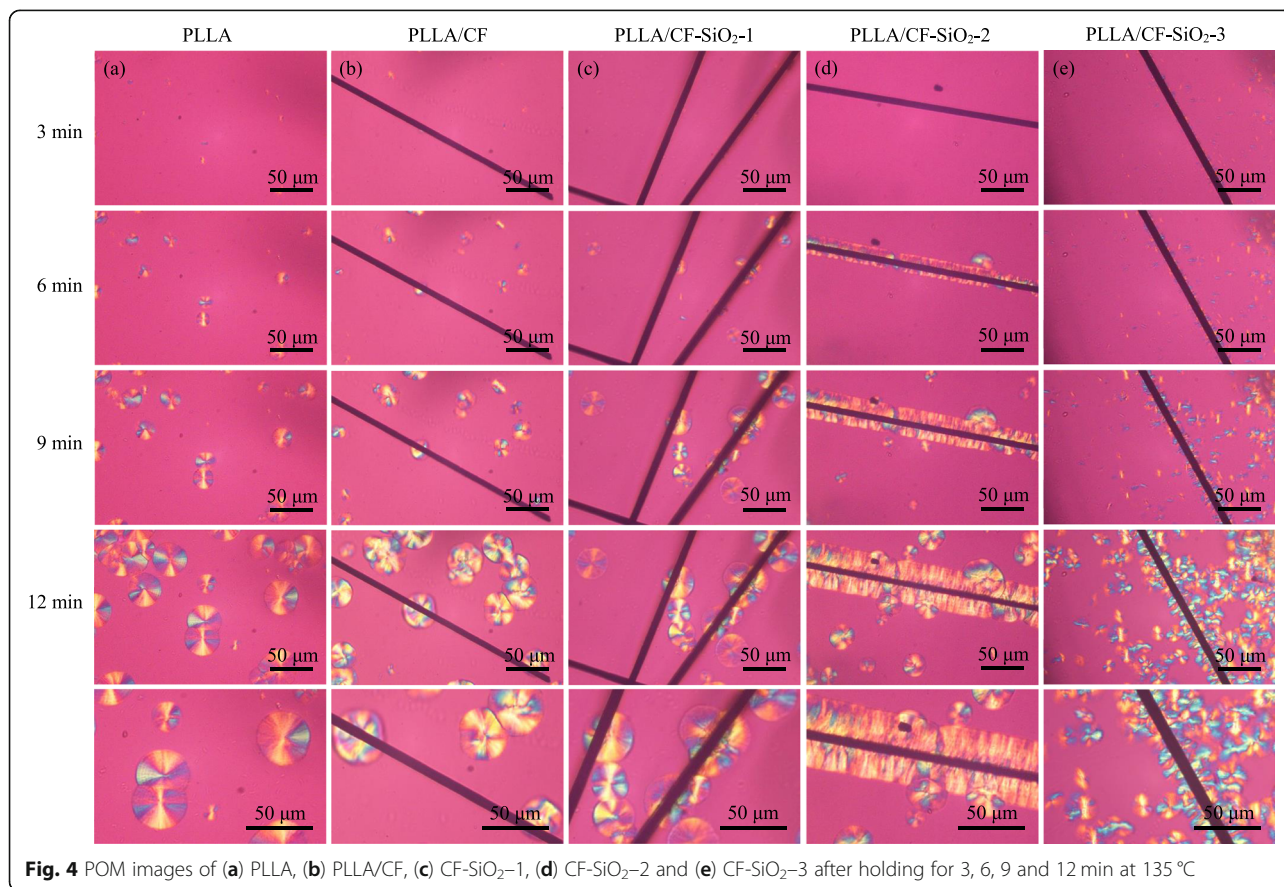 PLLA PLLA/CF PLLA/CF-SiO₂-1 PLLA/CF-SiO₂-2 PLLA/CF-SiO₂-3
(a) (b) (c) (d) (e)
3 min
50 μm 50 μm 50 μm 50 μm 50 μm
6 min
50 μm 50 μm 50 μm 50 μm 50 μm
9 min
50 μm 50 μm 50 μm 50 μm 50 μm
12 min
50 μm 50 μm 50 μm 50 μm 50 μm
50 μm 50 μm 50 μm 50 μm 50 μm
Fig. 4 POM images of (a) PLLA, (b) PLLA/CF, (c) CF-SiO₂–1, (d) CF-SiO₂–2 and (e) CF-SiO₂–3 after holding for 3, 6, 9 and 12 min at 135 °C